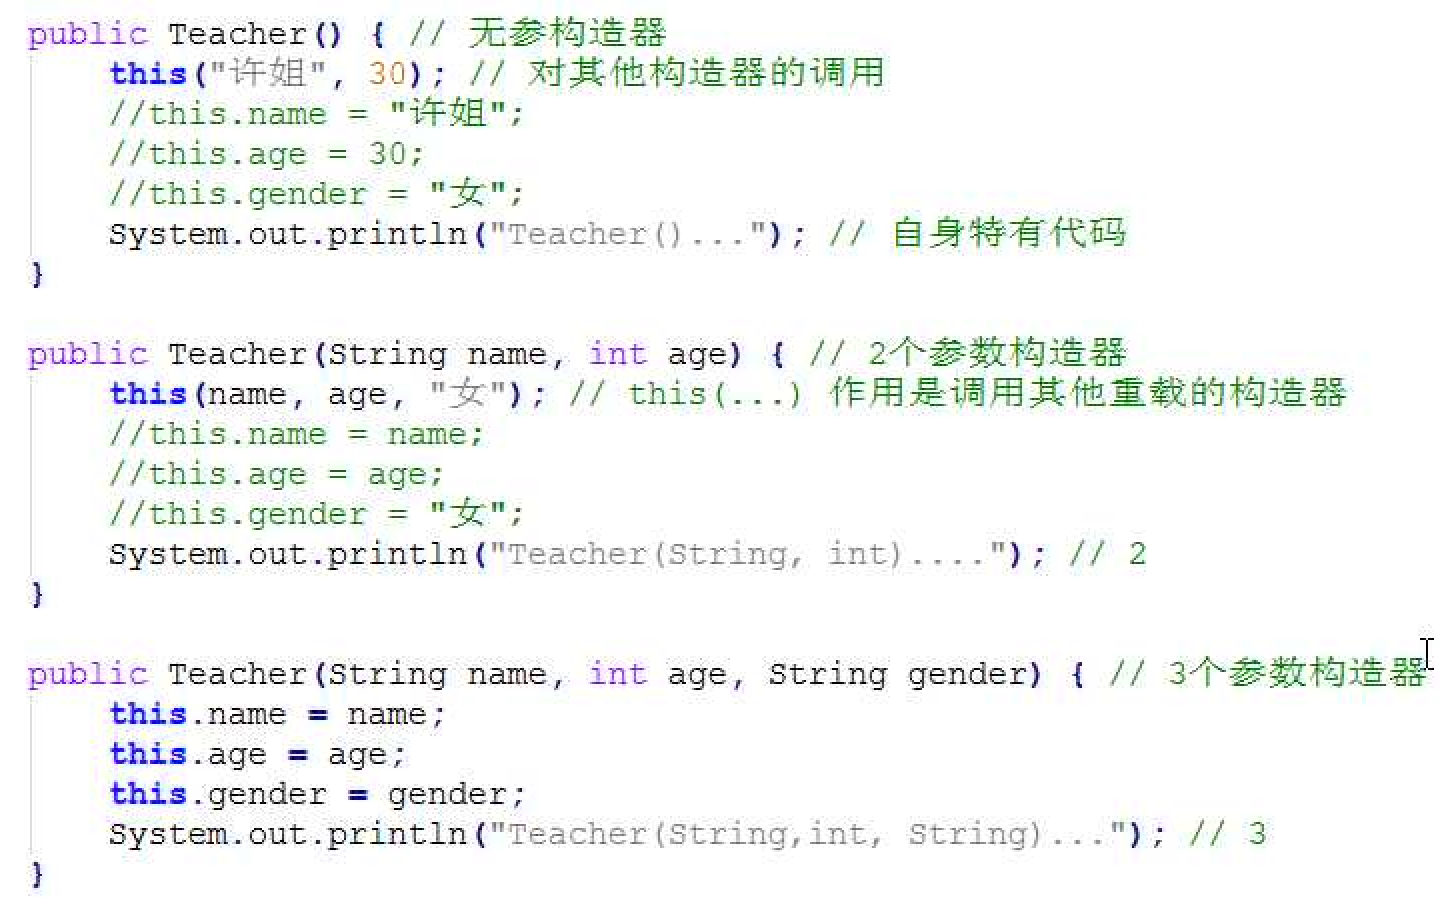 public Teacher() { // 无参构造器
this("许姐", 30); // 对其他构造器的调用
//this.name = "许姐";
//this.age = 30;
//this.gender = "女";
System.out.println("Teacher()..."); // 自身特有代码
}
public Teacher(String name, int age) { // 2个参数构造器
this(name, age, "女"); // this(...) 作用是调用其他重载的构造器
//this.name = name;
//this.age = age;
//this.gender = "女";
System.out.println("Teacher(String, int)...."); // 2
}
public Teacher(String name, int age, String gender) { // 3个参数构造器
this.name = name;
this.age = age;
this.gender = gender;
System.out.println("Teacher(String,int, String)..."); // 3
}